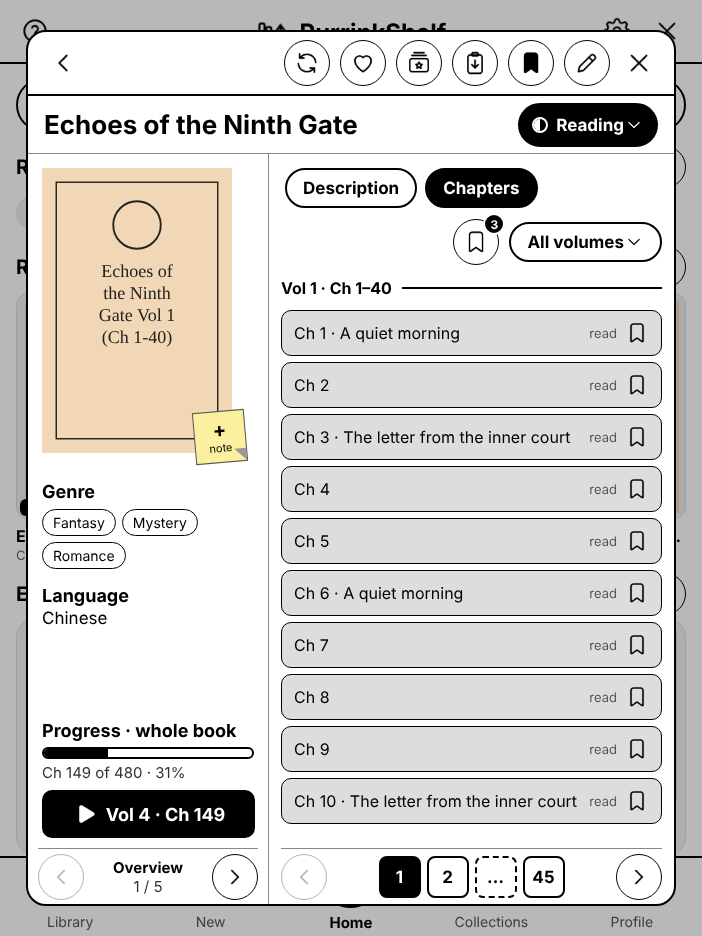 PurrinkShelf
Echoes of the Ninth Gate
Reading
Echoes of
the Ninth
Gate Vol 1
(Ch 1-40)
+
note
Genre
Fantasy
Mystery
Romance
Language
Chinese
Progress · whole book
Ch 149 of 480 · 31%
Vol 4 · Ch 149
Overview
1 / 5
Description
Chapters
3
All volumes
Vol 1 · Ch 1–40
Ch 1 · A quiet morning read
Ch 2 read
Ch 3 · The letter from the inner court read
Ch 4 read
Ch 5 read
Ch 6 · A quiet morning read
Ch 7 read
Ch 8 read
Ch 9 read
Ch 10 · The letter from the inner court read
1 2 ... 45
Library New Home Collections Profile